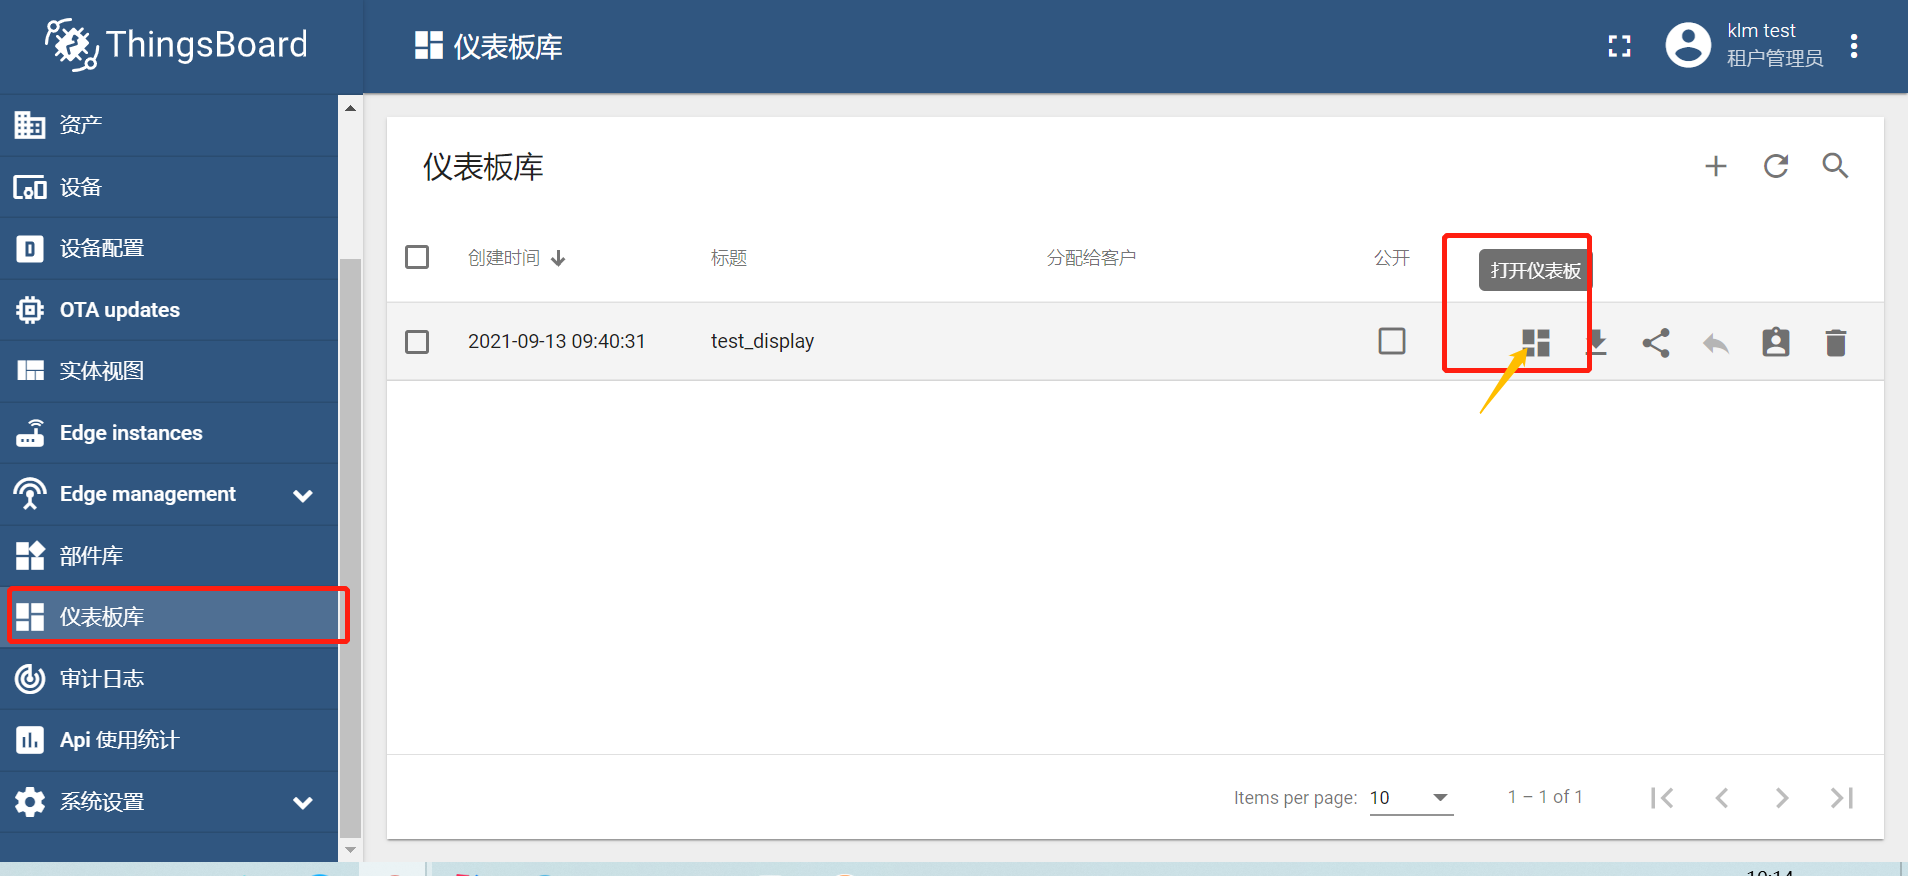 ThingsBoard
仪表板库
klm test
租户管理员
资产
设备
设备配置
OTA updates
实体视图
Edge instances
Edge management
部件库
仪表板库
审计日志
Api 使用统计
系统设置
仪表板库
创建时间
标题
分配给客户
公开
打开仪表板
2021-09-13 09:40:31
test_display
Items per page:
10
1 – 1 of 1